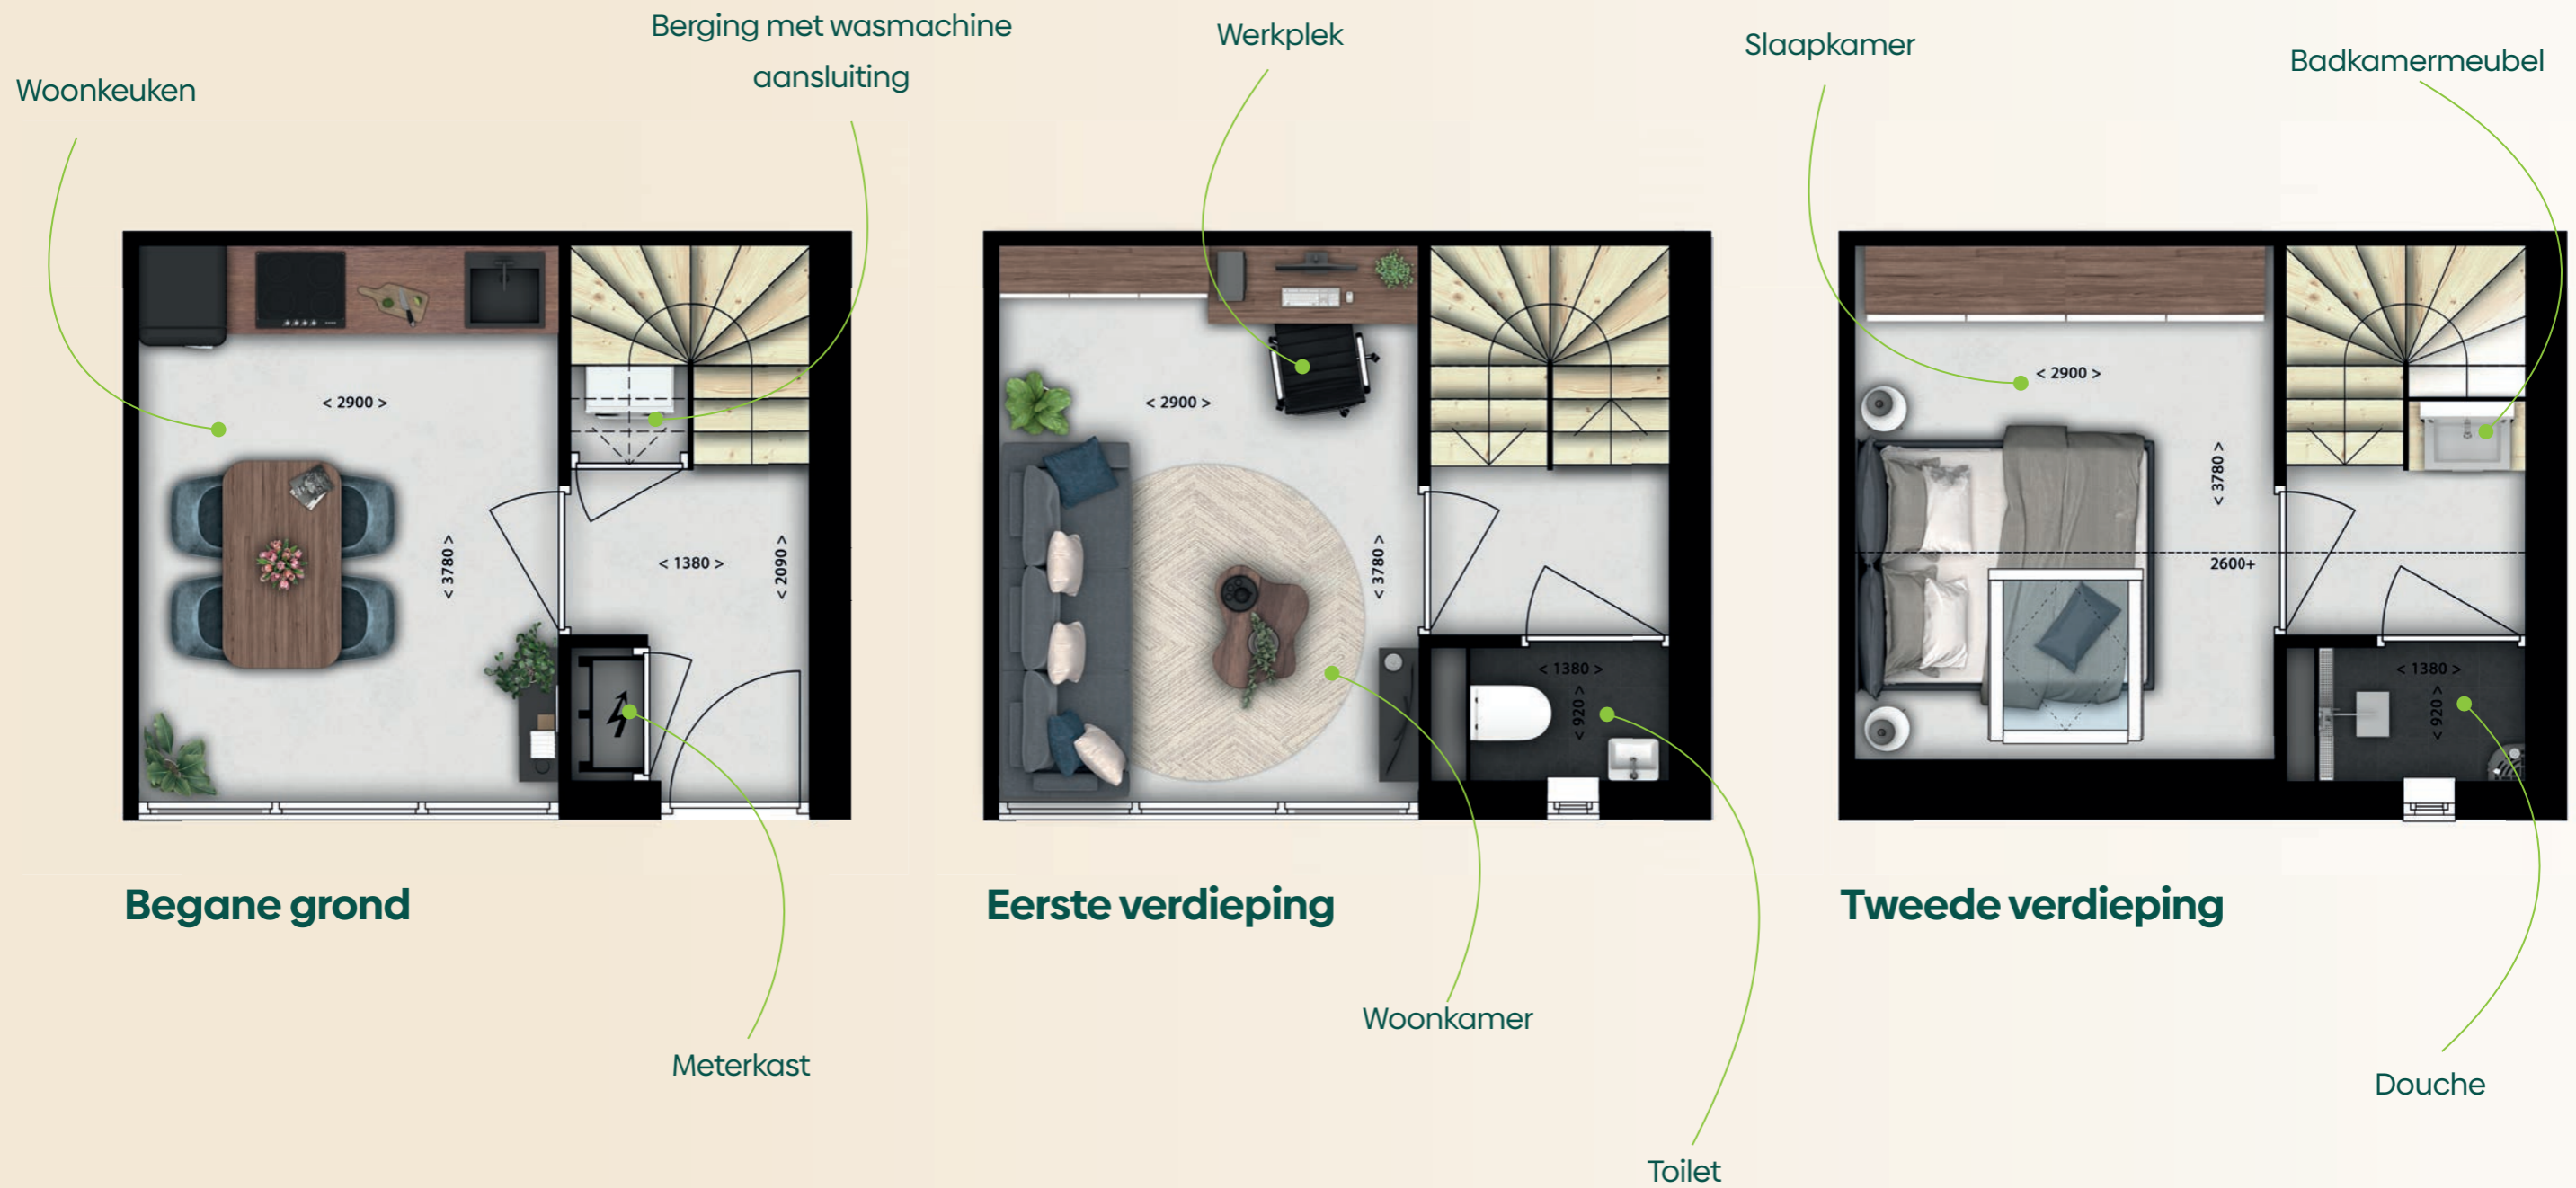 Berging met wasmachine
aansluiting
Werkplek
Slaapkamer
Badkamermeubel
Woonkeuken
< 2900 >
< 3780 >
< 1380 >
< 2090 >
< 2900 >
< 3780 >
< 1380 >
< 920 >
< 2900 >
< 3780 >
2600+
< 1380 >
< 920 >
Begane grond
Eerste verdieping
Tweede verdieping
Woonkamer
Meterkast
Douche
Toilet